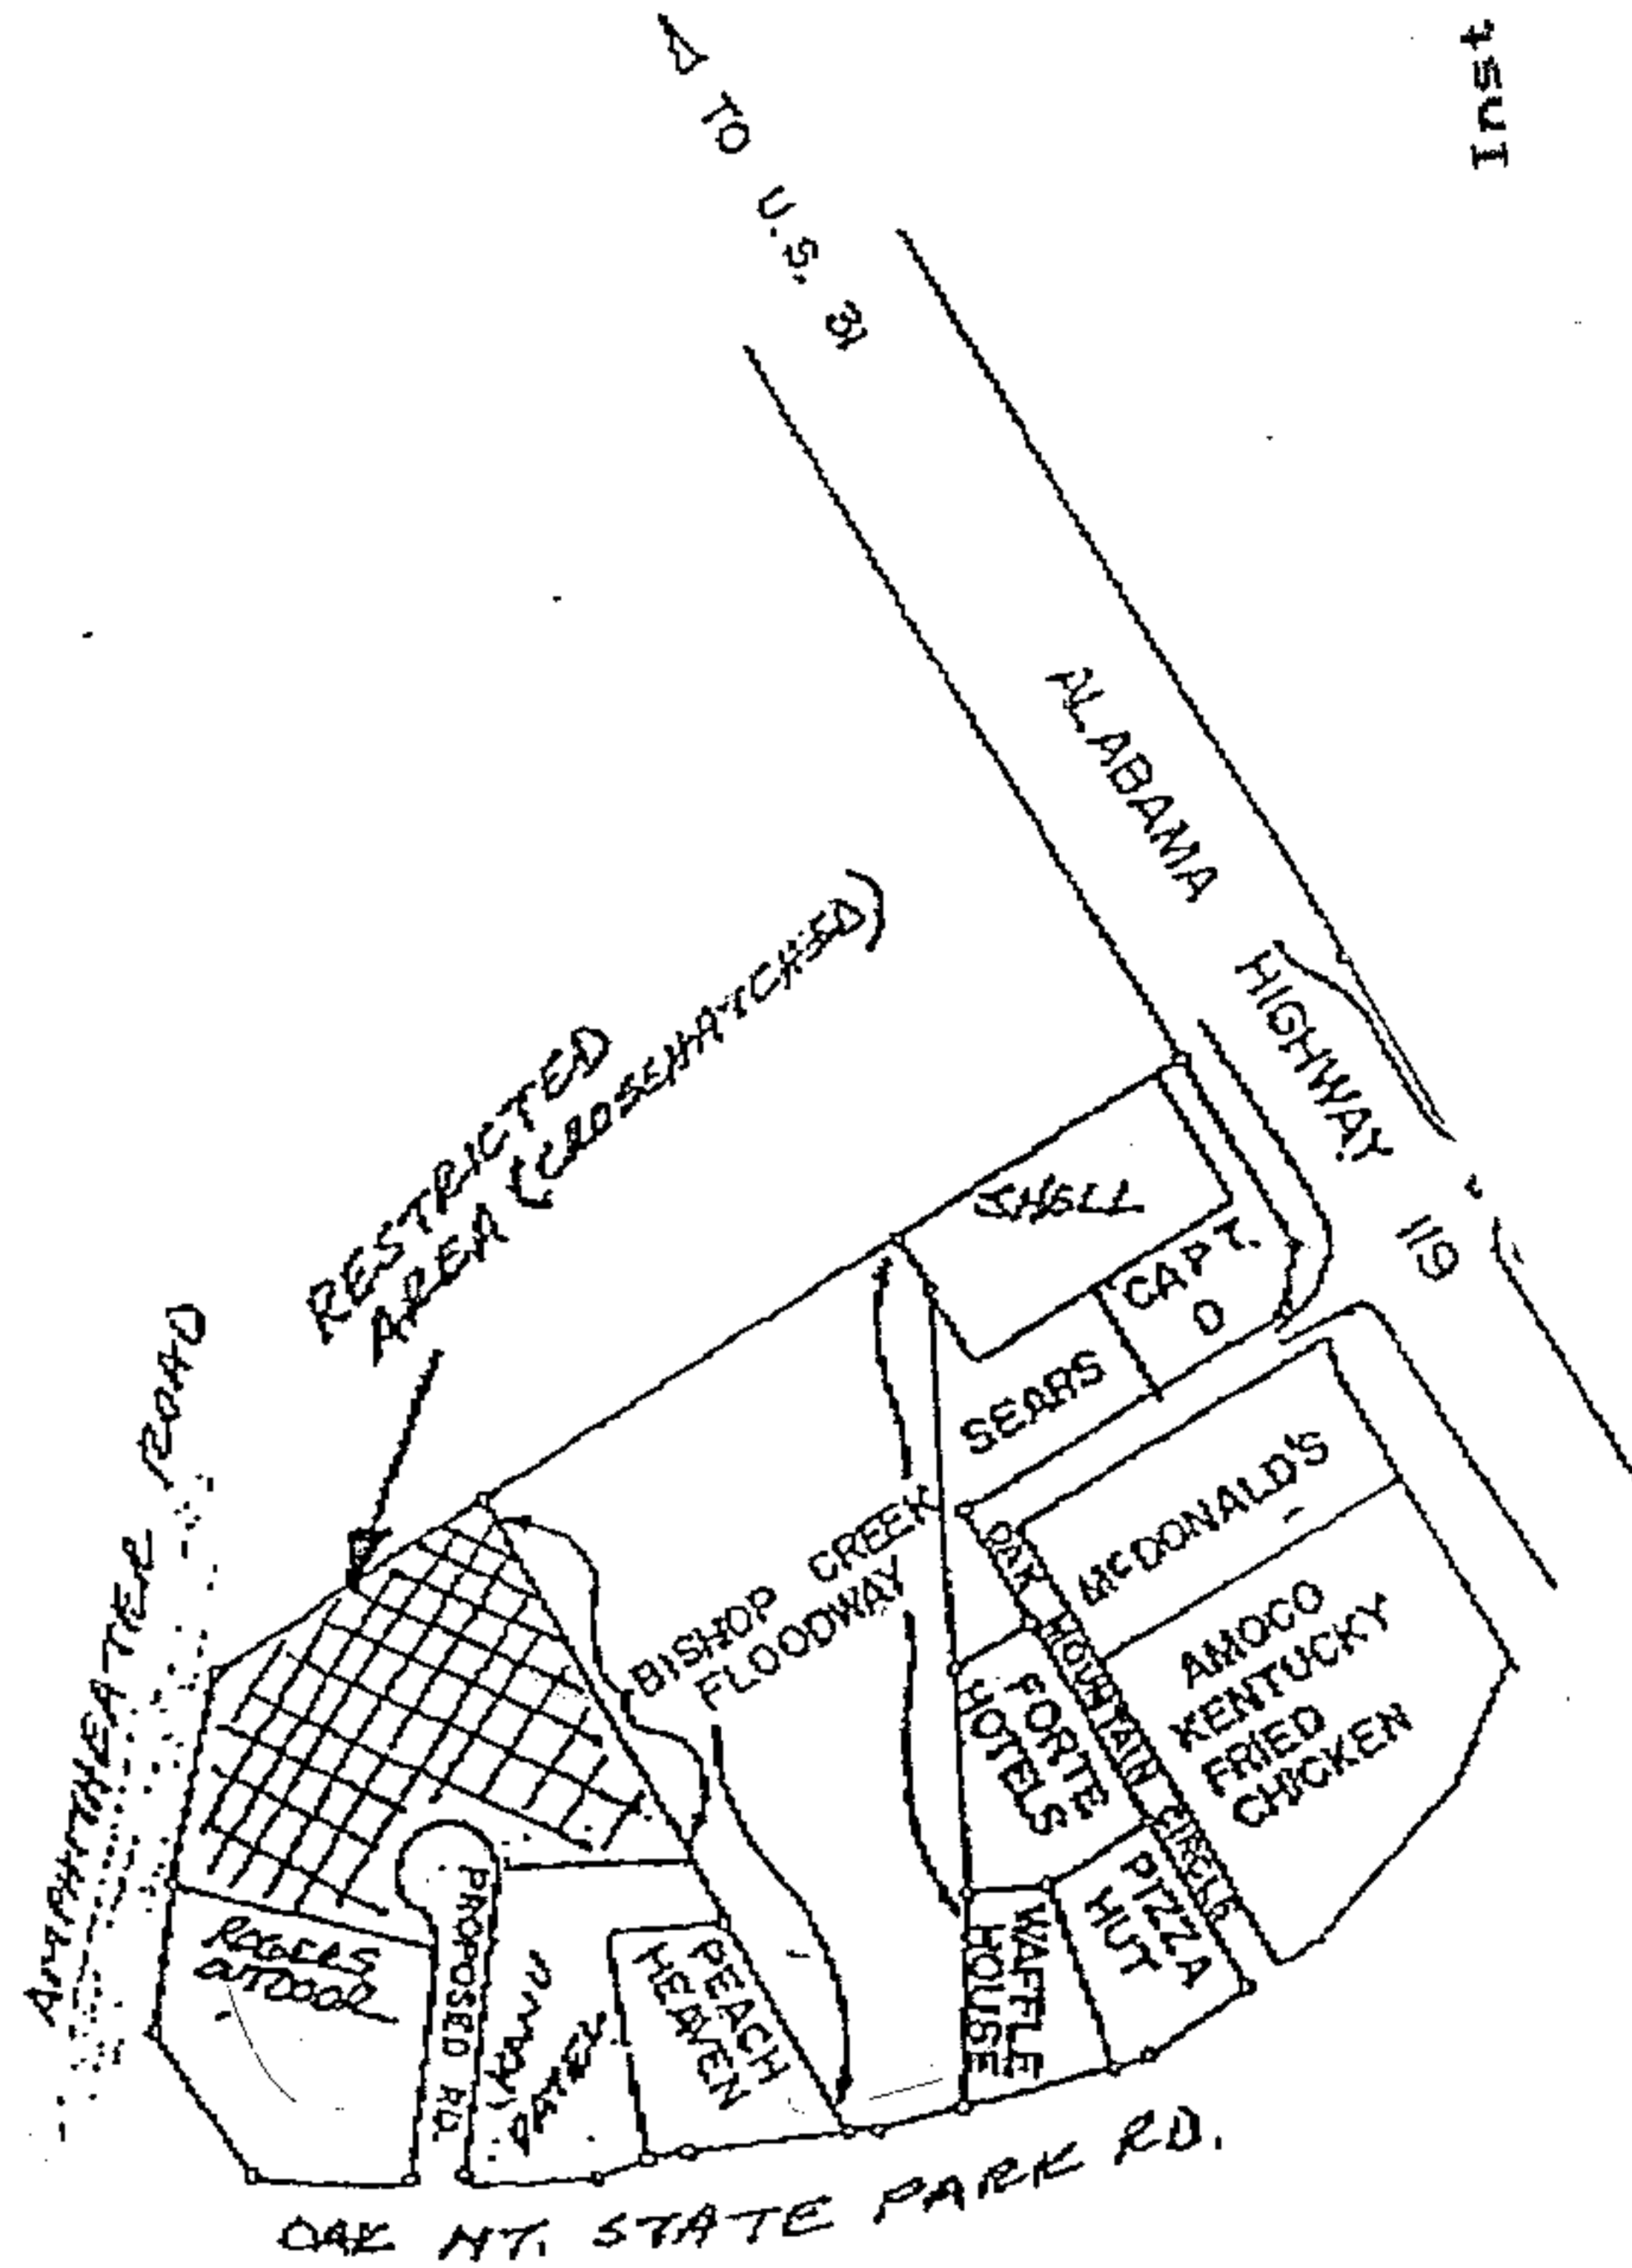 Inst
TO U.S. 31
ALABAMA HIGHWAY 119
RESTRICTED
AREA (CROSSHATCHED)
SHELL
CAPT.
D
SEARS
MCDONALD'S
BISHOP CREEK
FLOODWAY
OAK MOUNTAIN CIRCLE
AMOCO
KENTUCKY
FRIED
CHICKEN
FORTE
HOTELS
PIZZA
HUT
WAFFLE
HOUSE
AMPHITHEATER ROAD
PEACH
HEAVEN
PROPOSED RD.
OUTDOOR
OAK MT. STATE PARK RD.